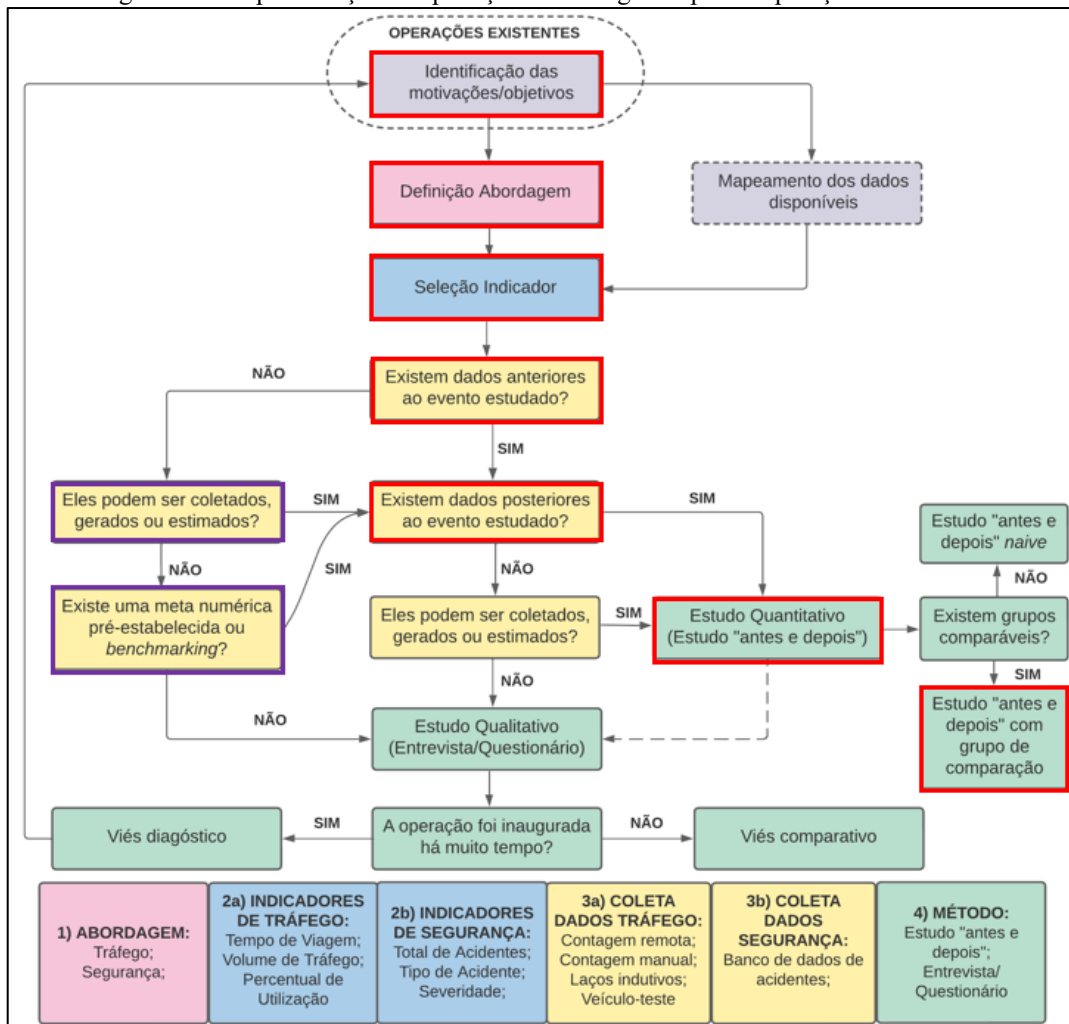 OPERAÇÕES EXISTENTES
Identificação das
motivações/objetivos
Definição Abordagem
Mapeamento dos dados
disponíveis
Seleção Indicador
NÃO
Existem dados anteriores
ao evento estudado?
SIM
Eles podem ser coletados,
gerados ou estimados?
SIM
Existem dados posteriores
ao evento estudado?
SIM
Estudo "antes e
depois" naive
NÃO
SIM
NÃO
NÃO
Existe uma meta numérica
pré-estabelecida ou
benchmarking?
Eles podem ser coletados,
gerados ou estimados?
SIM
Estudo Quantitativo
(Estudo "antes e depois")
Existem grupos
comparáveis?
SIM
NÃO
NÃO
Estudo Qualitativo
(Entrevista/Questionário)
Estudo "antes e
depois" com
grupo de
comparação
Viés diagóstico
SIM
A operação foi inaugurada
há muito tempo?
NÃO
Viés comparativo
1) ABORDAGEM:
Tráfego;
Segurança;
2a) INDICADORES
DE TRÁFEGO:
Tempo de Viagem;
Volume de Tráfego;
Percentual de
Utilização
2b) INDICADORES
DE SEGURANÇA:
Total de Acidentes;
Tipo de Acidente;
Severidade;
3a) COLETA
DADOS TRÁFEGO:
Contagem remota;
Contagem manual;
Laços indutivos;
Veículo-teste
3b) COLETA
DADOS
SEGURANÇA:
Banco de dados de
acidentes;
4) MÉTODO:
Estudo "antes e
depois";
Entrevista/
Questionário